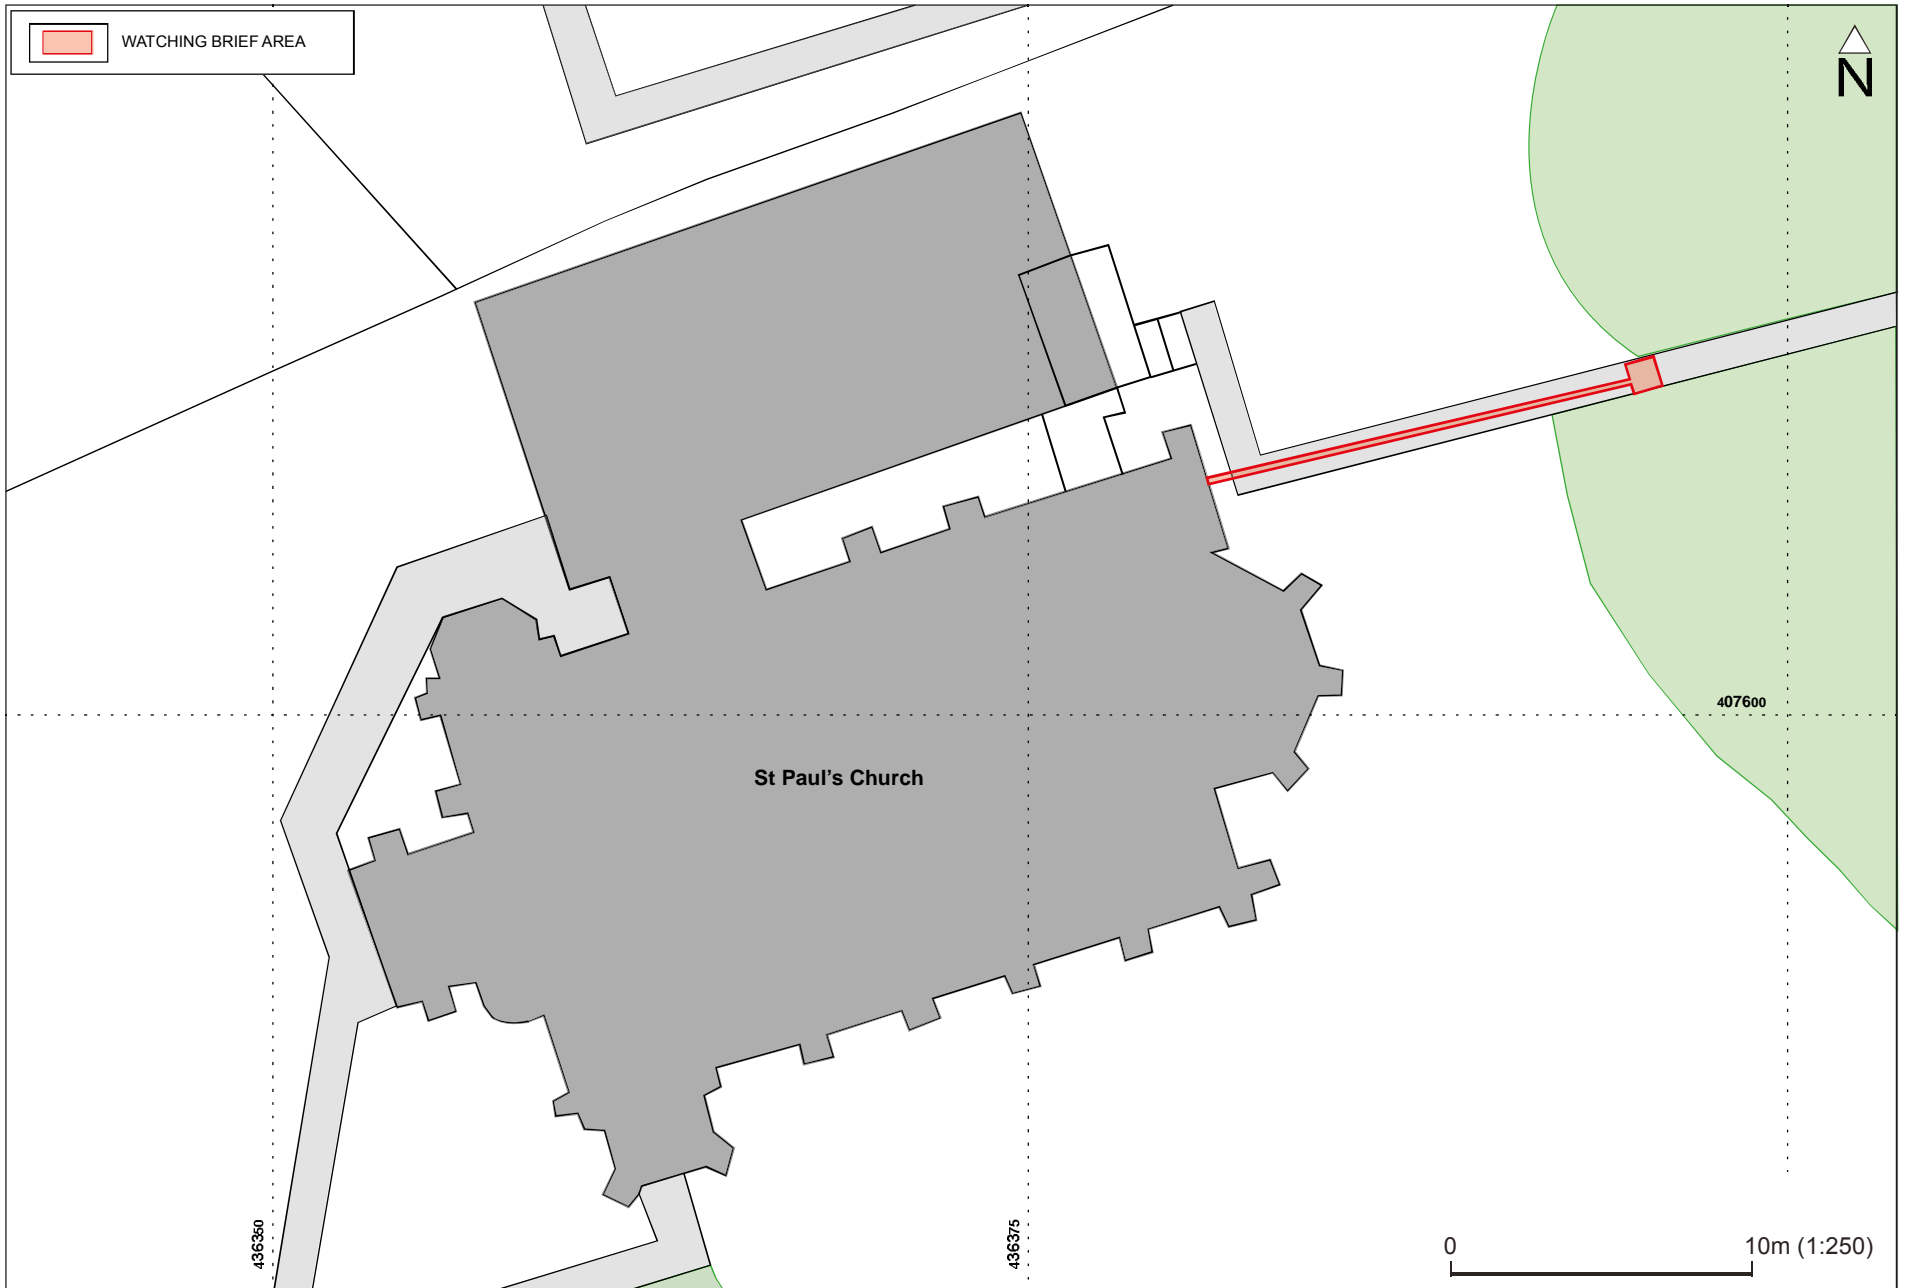 WATCHING BRIEF AREA
N
407600
St Paul's Church
436350
436375
0 10m (1:250)